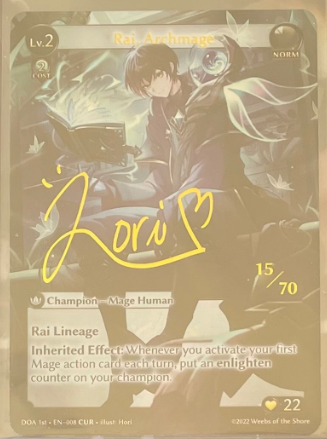 Lv.2
Rai, Archmage
COST
NORM
Hori
15/70
Champion — Mage Human
22
Rai Lineage
Inherited Effect: Whenever you activate your first
Mage action card each turn, put an enlighten
counter on your champion.
DOA 1st • EN-008 CUR • illust: Hori
©2022 Weebs of the Shore